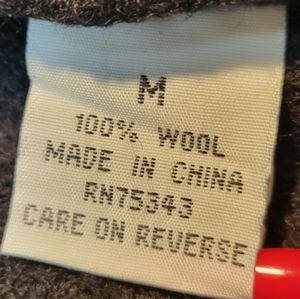 M
100% WOOL
MADE IN CHINA
RN75343
CARE ON REVERSE